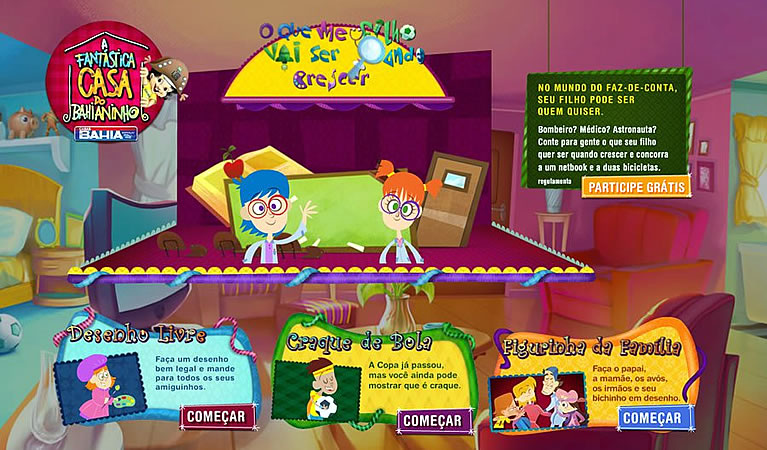 A
FANTÁSTICA
CASA
DO
BAHIANINHO
BAHIA
O Que Meu Filho
Vai Ser Quando
Crescer
NO MUNDO DO FAZ-DE-CONTA,
SEU FILHO PODE SER
QUEM QUISER.
Bombeiro? Médico? Astronauta?
Conte para gente o que seu filho
quer ser quando crescer e concorra
a um netbook e a duas bicicletas.
regulamento
PARTICIPE GRÁTIS
Desenho Livre
Faça um desenho
bem legal e mande
para todos os seus
amiguinhos.
COMEÇAR
Craque de Bola
A Copa já passou,
mas você ainda pode
mostrar que é craque.
COMEÇAR
Figurinha da Família
Faça o papai,
a mamãe, os avós,
os irmãos e seu
bichinho em desenho.
COMEÇAR